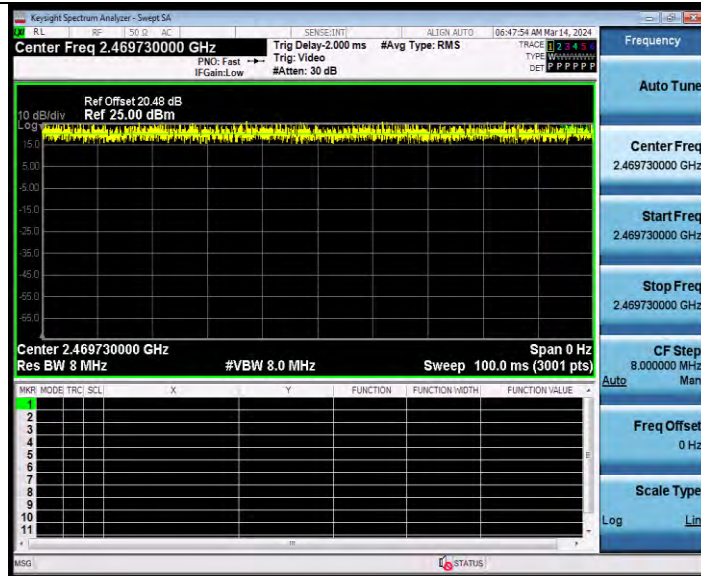 Keysight Spectrum Analyzer - Swept SA
RL RF 50 Ω AC SENSE:INT ALIGN AUTO 06:47:54 AM Mar 14, 2024
Center Freq 2.469730000 GHz
PNO: Fast
IFGain:Low
Trig Delay-2.000 ms
Trig: Video
#Atten: 30 dB
#Avg Type: RMS
TRACE 1 2 3 4 5 6
TYPE
DET P P P P P P
Ref Offset 20.48 dB
10 dB/div Ref 25.00 dBm
Log
15.0
5.00
-5.00
-15.0
-25.0
-35.0
-45.0
-55.0
-65.0
Center 2.469730000 GHz Span 0 Hz
Res BW 8 MHz #VBW 8.0 MHz Sweep 100.0 ms (3001 pts)
MKR MODE TRC SCL X Y FUNCTION FUNCTION WIDTH FUNCTION VALUE
1
2
3
4
5
6
7
8
9
10
11
MSG STATUS
Frequency
Auto Tune
Center Freq
2.469730000 GHz
Start Freq
2.469730000 GHz
Stop Freq
2.469730000 GHz
CF Step
8.000000 MHz
Auto Man
Freq Offset
0 Hz
Scale Type
Log Lin